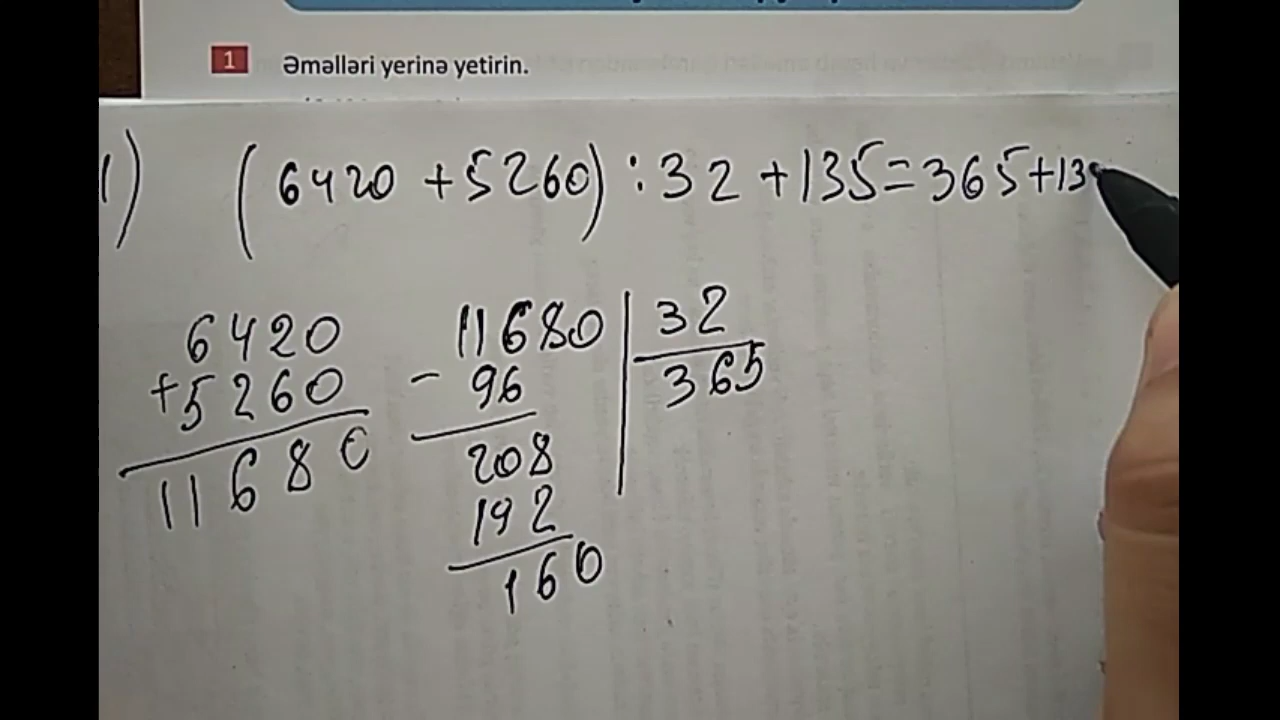 1 Əməlləri yerinə yetirin.
1) (6420 + 5260) : 32 + 135 = 365 + 13
6420
+5260
11680
11680 | 32
- 96 365
208
192
160